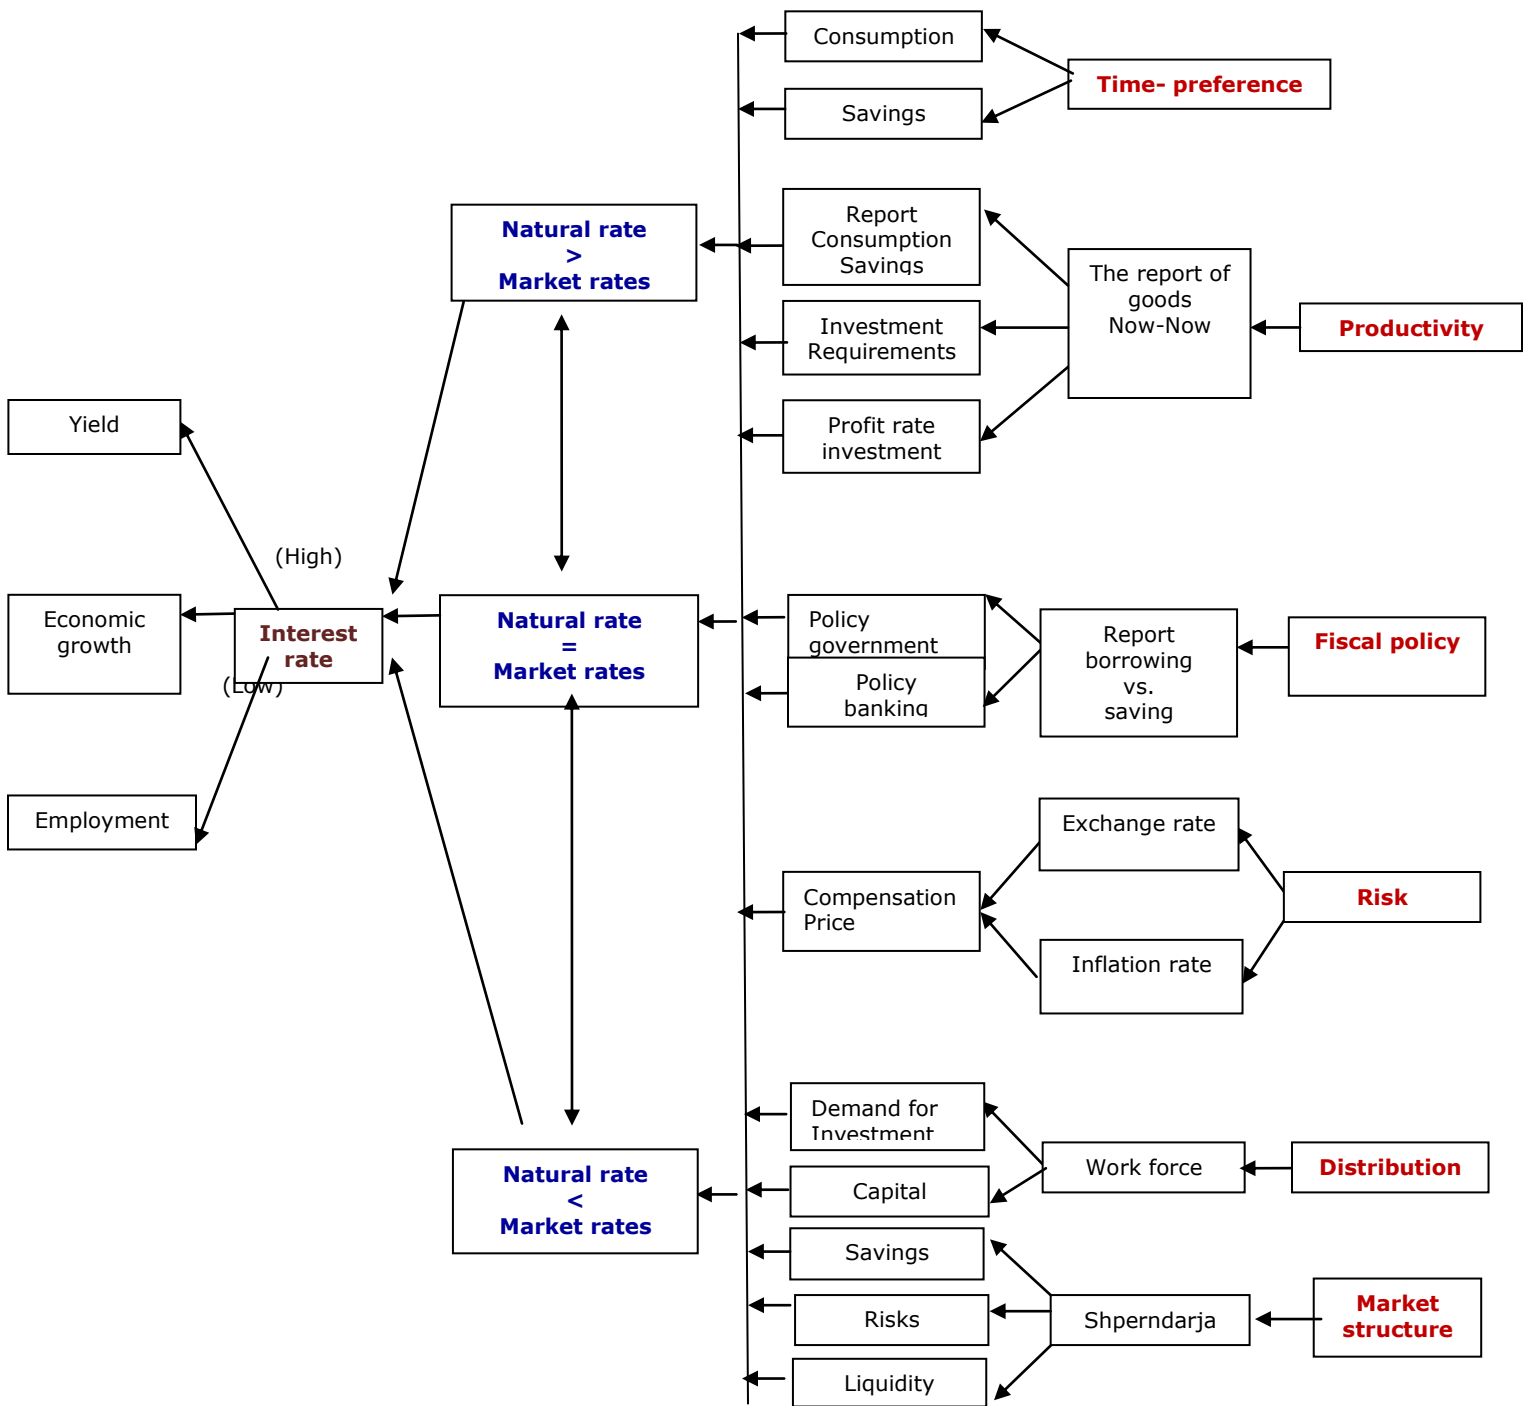 Consumption
Time- preference
Savings
Natural rate
>
Market rates
Report
Consumption
Savings
The report of
goods
Now-Now
Investment
Requirements
Productivity
Profit rate
investment
Yield
(High)
Economic
growth
Interest
rate
(Low)
Natural rate
=
Market rates
Policy
government
Policy
banking
Report
borrowing
vs.
saving
Fiscal policy
Employment
Exchange rate
Compensation
Price
Risk
Inflation rate
Demand for
Investment
Work force
Distribution
Natural rate
<
Market rates
Capital
Savings
Risks
Shperndarja
Market
structure
Liquidity